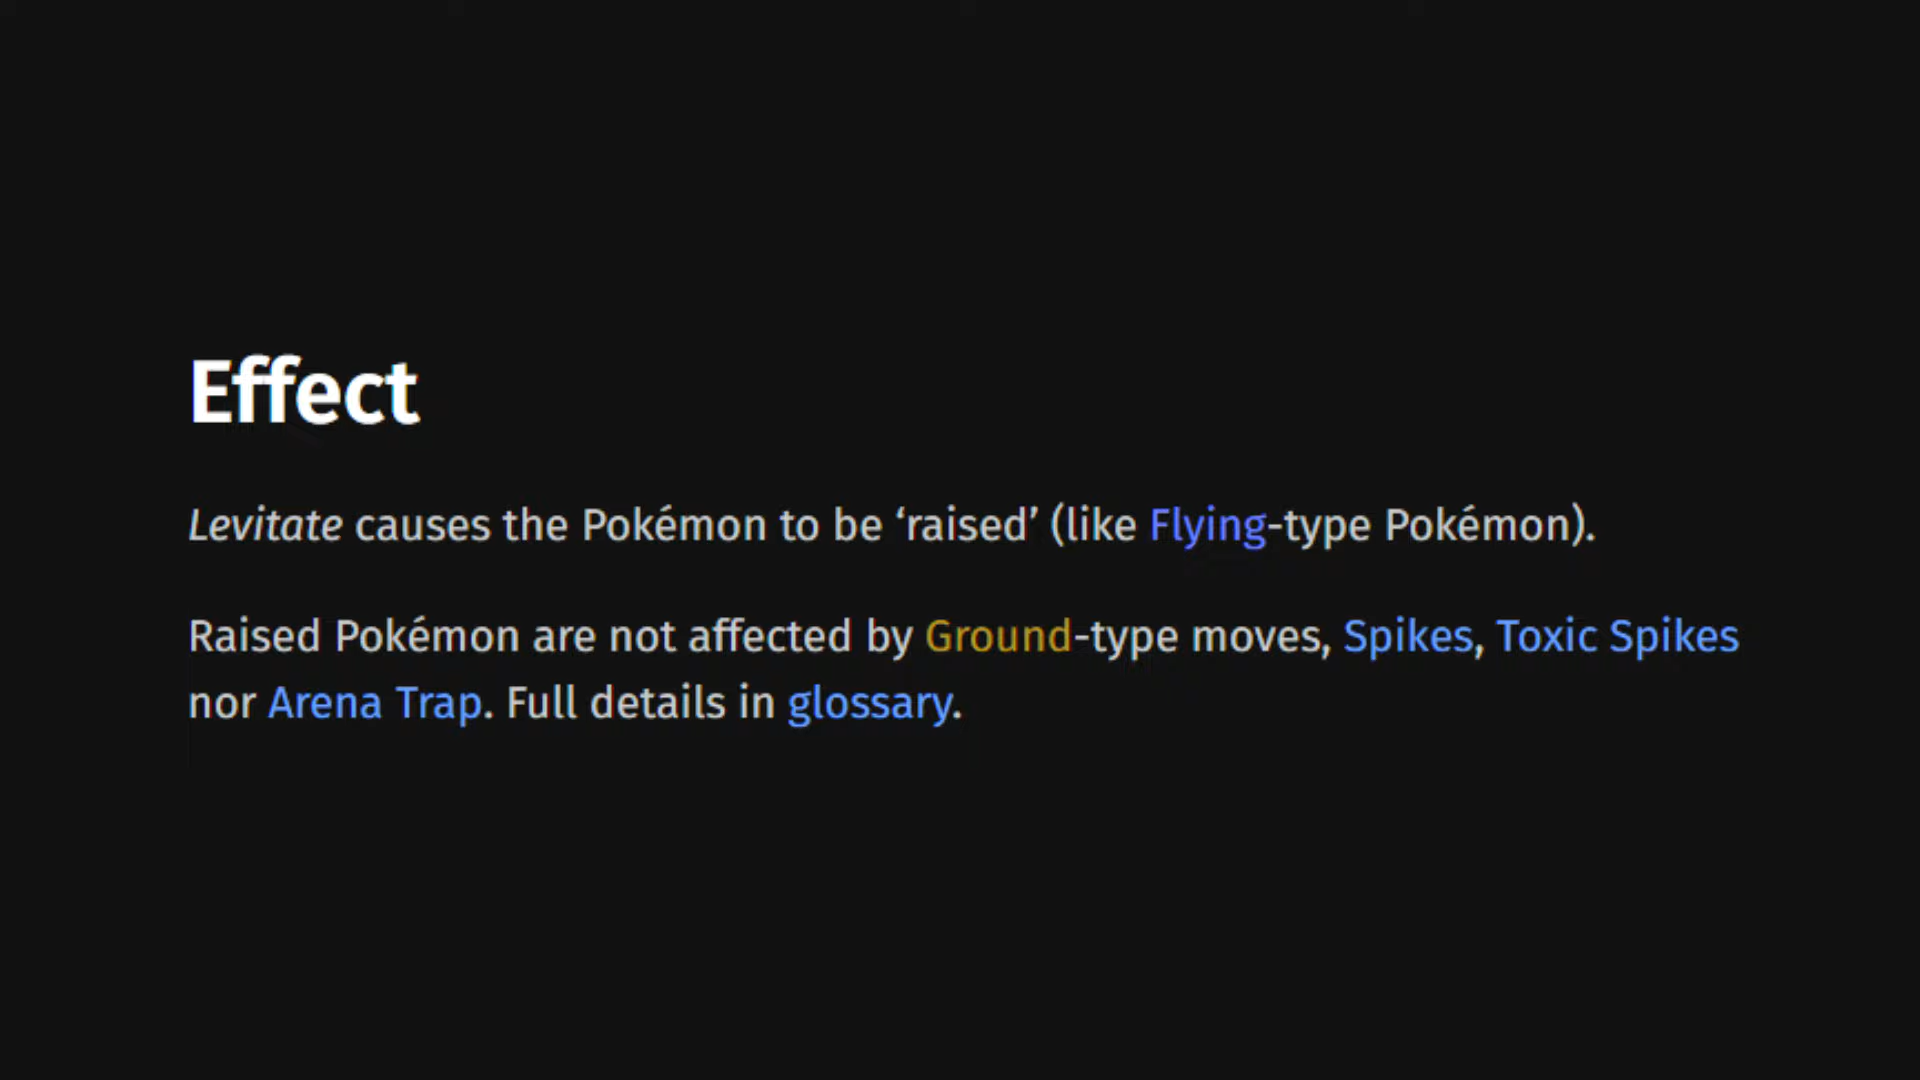 Effect
Levitate causes the Pokémon to be ‘raised’ (like Flying-type Pokémon).
Raised Pokémon are not affected by Ground-type moves, Spikes, Toxic Spikes
nor Arena Trap. Full details in glossary.